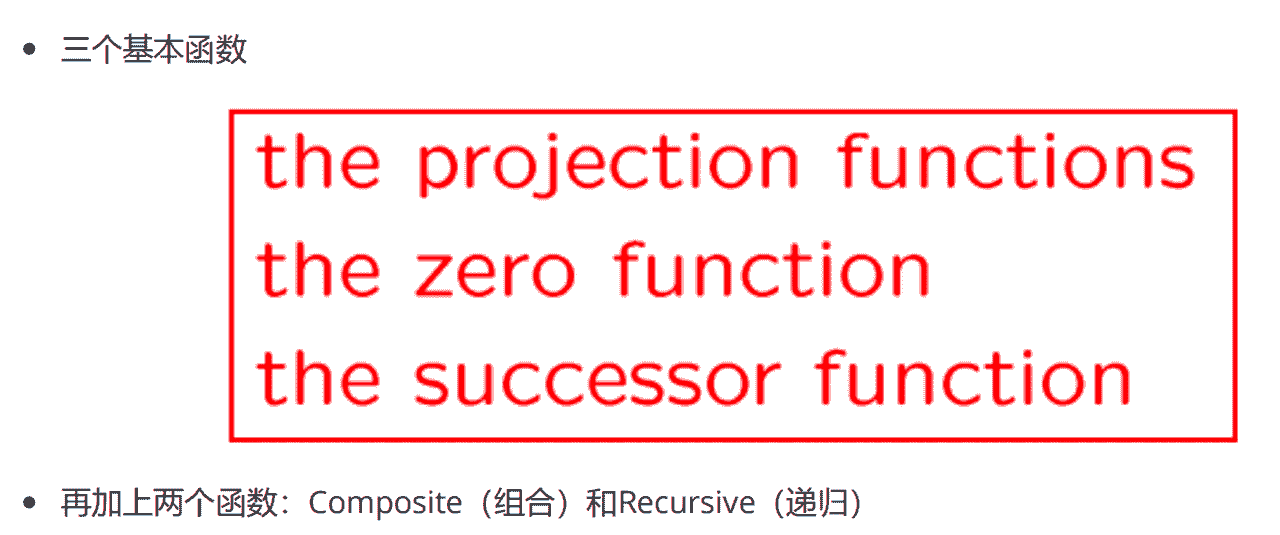 三个基本函数
the projection functions
the zero function
the successor function
再加上两个函数：Composite（组合）和Recursive（递归）